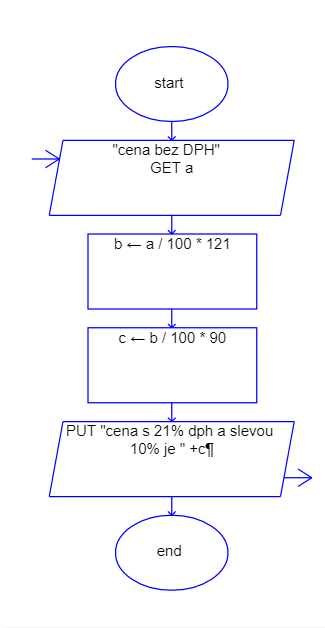 start
"cena bez DPH"
GET a
b ← a / 100 * 121
c ← b / 100 * 90
PUT "cena s 21% dph a slevou
10% je " +c¶
end